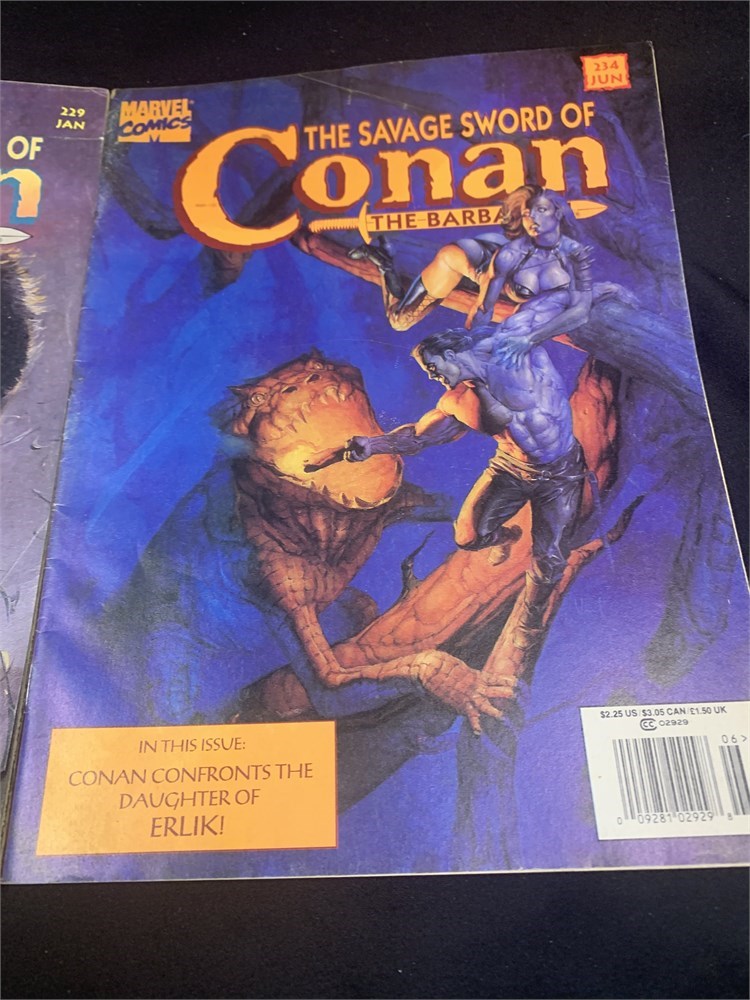 229
JAN
OF
n
MARVEL
COMICS
M
234
JUN
THE SAVAGE SWORD OF
Conan
THE BARBA
IN THIS ISSUE:
CONAN CONFRONTS THE
DAUGHTER OF
ERLIK!
$2.25 US/$3.05 CAN/£1.50 UK
CC 02929
06>
0 09281 02929 8